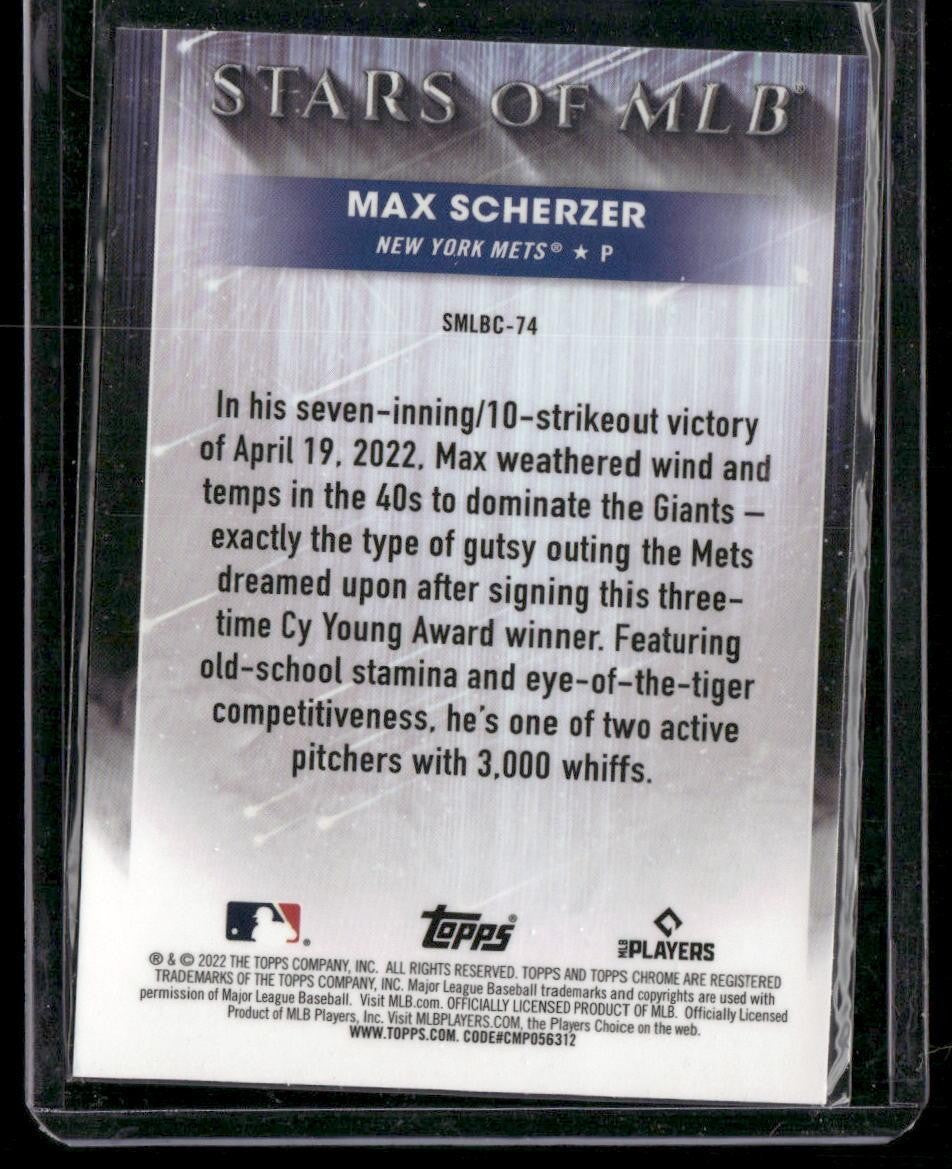 STARS OF MLB®
MAX SCHERZER
NEW YORK METS® ★ P
SMLBC-74
In his seven-inning/10-strikeout victory
of April 19, 2022, Max weathered wind and
temps in the 40s to dominate the Giants —
exactly the type of gutsy outing the Mets
dreamed upon after signing this three-
time Cy Young Award winner. Featuring
old-school stamina and eye-of-the-tiger
competitiveness, he's one of two active
pitchers with 3,000 whiffs.
topps®
MLB PLAYERS
® & © 2022 THE TOPPS COMPANY, INC. ALL RIGHTS RESERVED. TOPPS AND TOPPS CHROME ARE REGISTERED
TRADEMARKS OF THE TOPPS COMPANY, INC. Major League Baseball trademarks and copyrights are used with
permission of Major League Baseball. Visit MLB.com. OFFICIALLY LICENSED PRODUCT OF MLB. Officially Licensed
Product of MLB Players, Inc. Visit MLBPLAYERS.COM, the Players Choice on the web.
WWW.TOPPS.COM. CODE#CMP056312